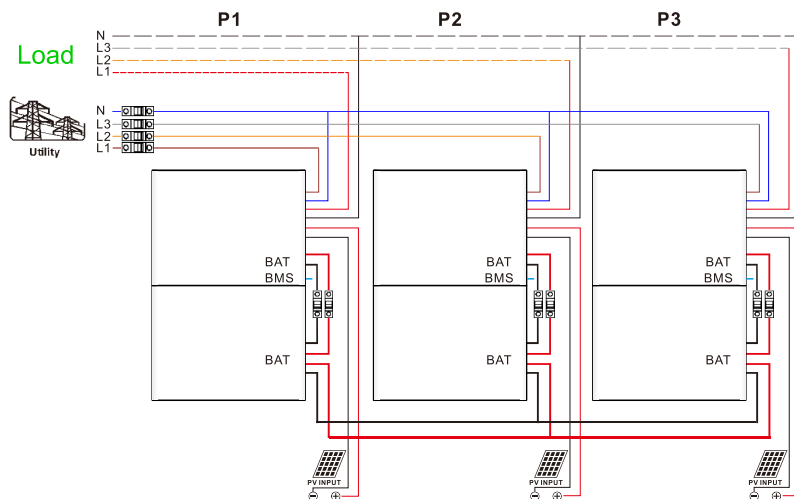 P1 P2 P3
Load
N
L3
L2
L1
Utility
N
L3
L2
L1
BAT BAT BAT
BMS BMS BMS
BAT BAT BAT
PV INPUT PV INPUT PV INPUT